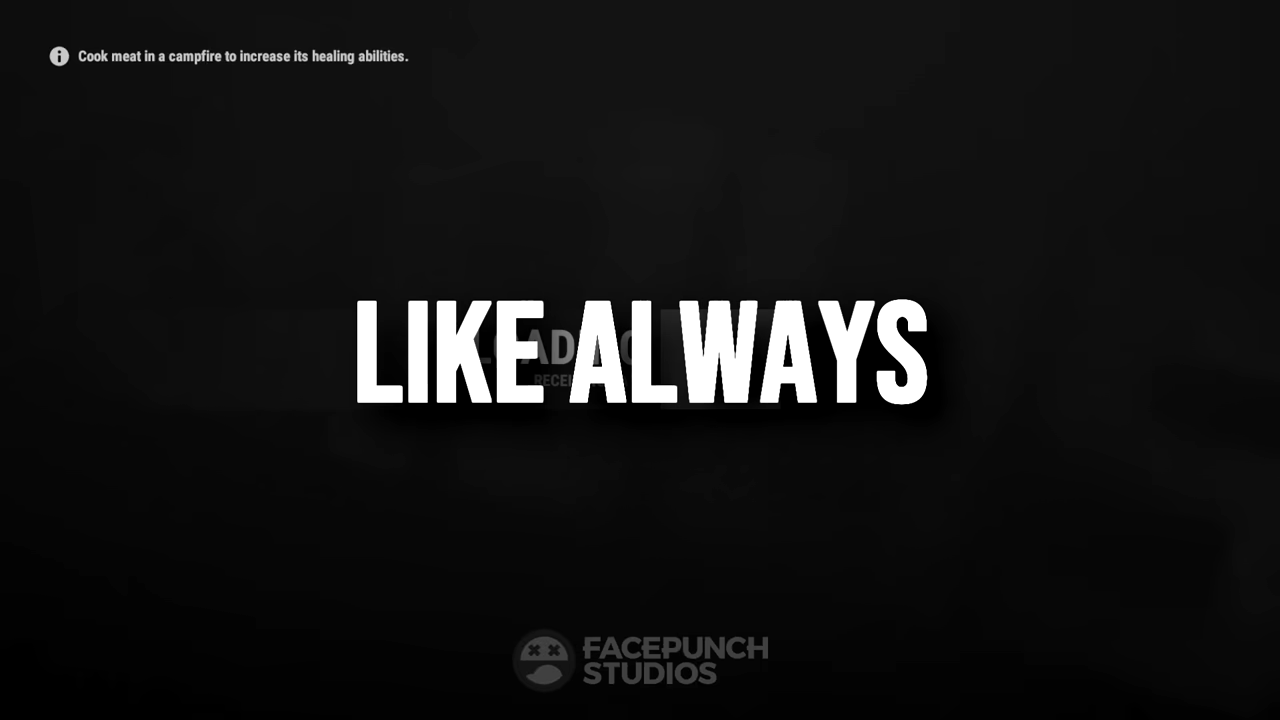 Cook meat in a campfire to increase its healing abilities.
LIKE ALWAYS
FACEPUNCH
STUDIOS